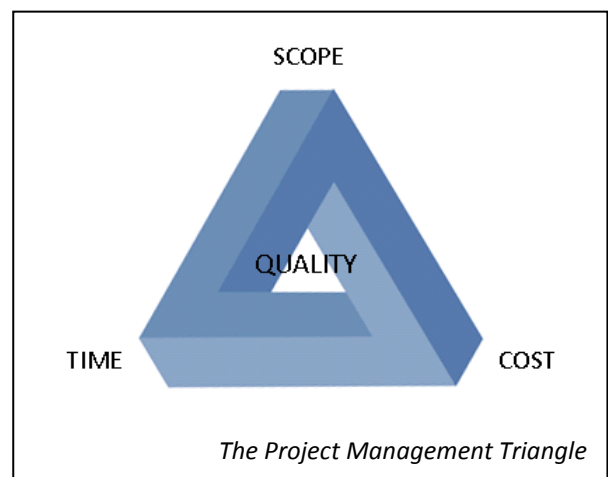 SCOPE
QUALITY
TIME
COST
The Project Management Triangle